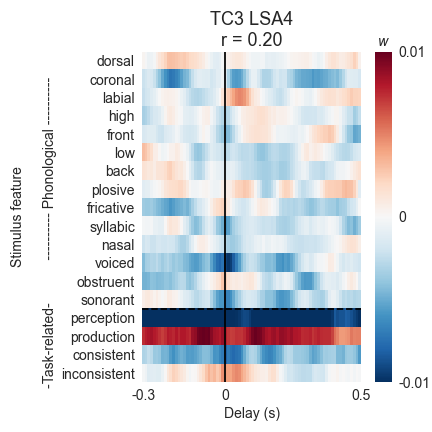 TC3 LSA4
r = 0.20
w
dorsal
coronal
labial
high
front
low
back
plosive
fricative
syllabic
nasal
voiced
obstruent
sonorant
perception
production
consistent
inconsistent
Stimulus feature
---------- Phonological ----------
-Task-related-
-0.3
0
0.5
Delay (s)
0.01
0
-0.01